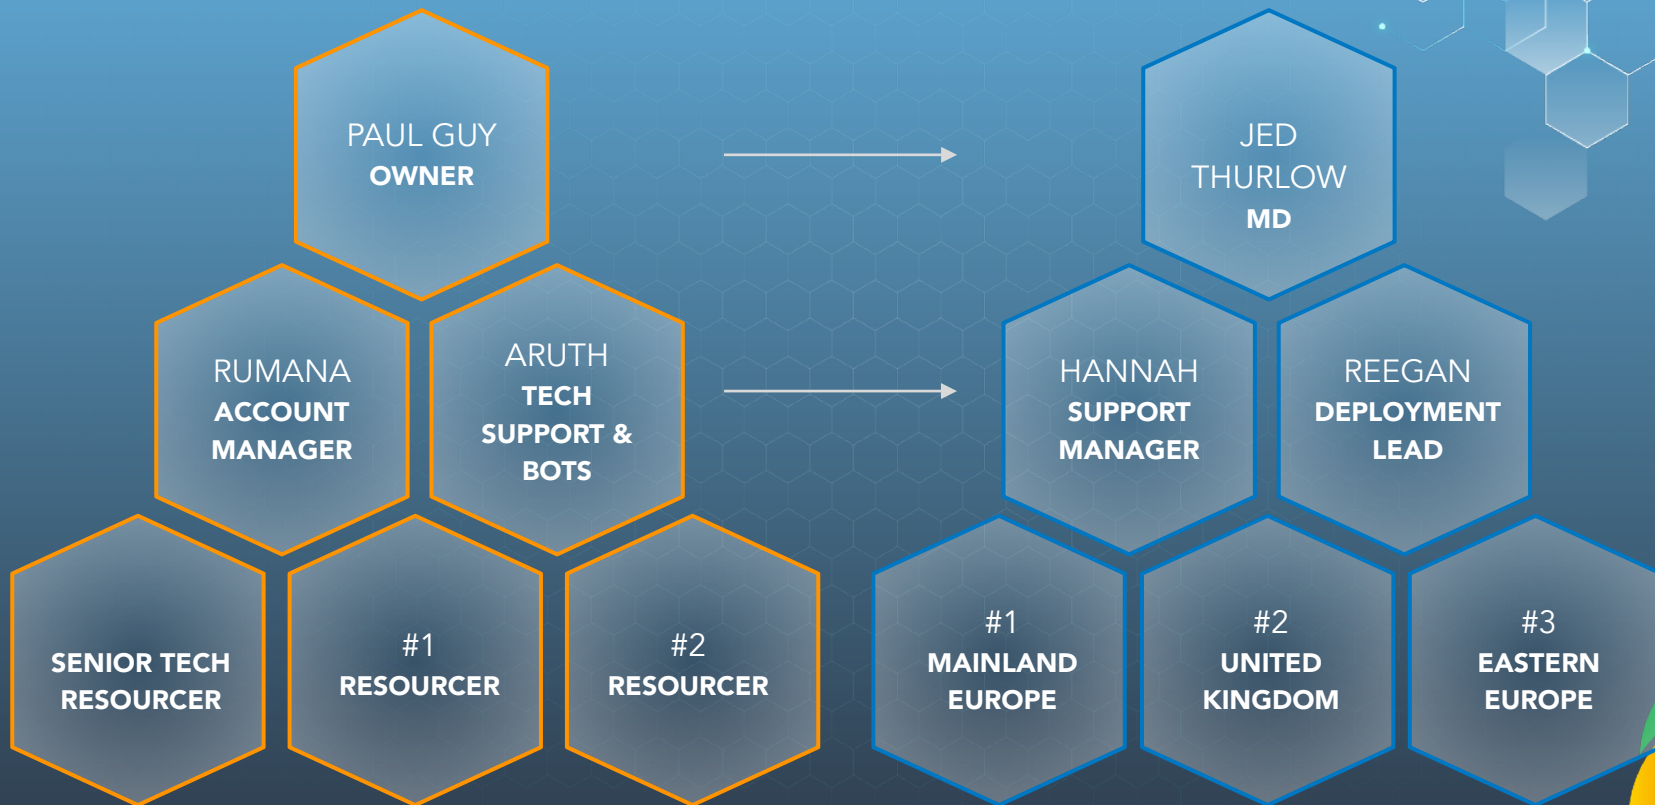 PAUL GUY
OWNER
JED
THURLOW
MD
RUMANA
ACCOUNT
MANAGER
ARUTH
TECH
SUPPORT &
BOTS
HANNAH
SUPPORT
MANAGER
REEGAN
DEPLOYMENT
LEAD
SENIOR TECH
RESOURCER
#1
RESOURCER
#2
RESOURCER
#1
MAINLAND
EUROPE
#2
UNITED
KINGDOM
#3
EASTERN
EUROPE